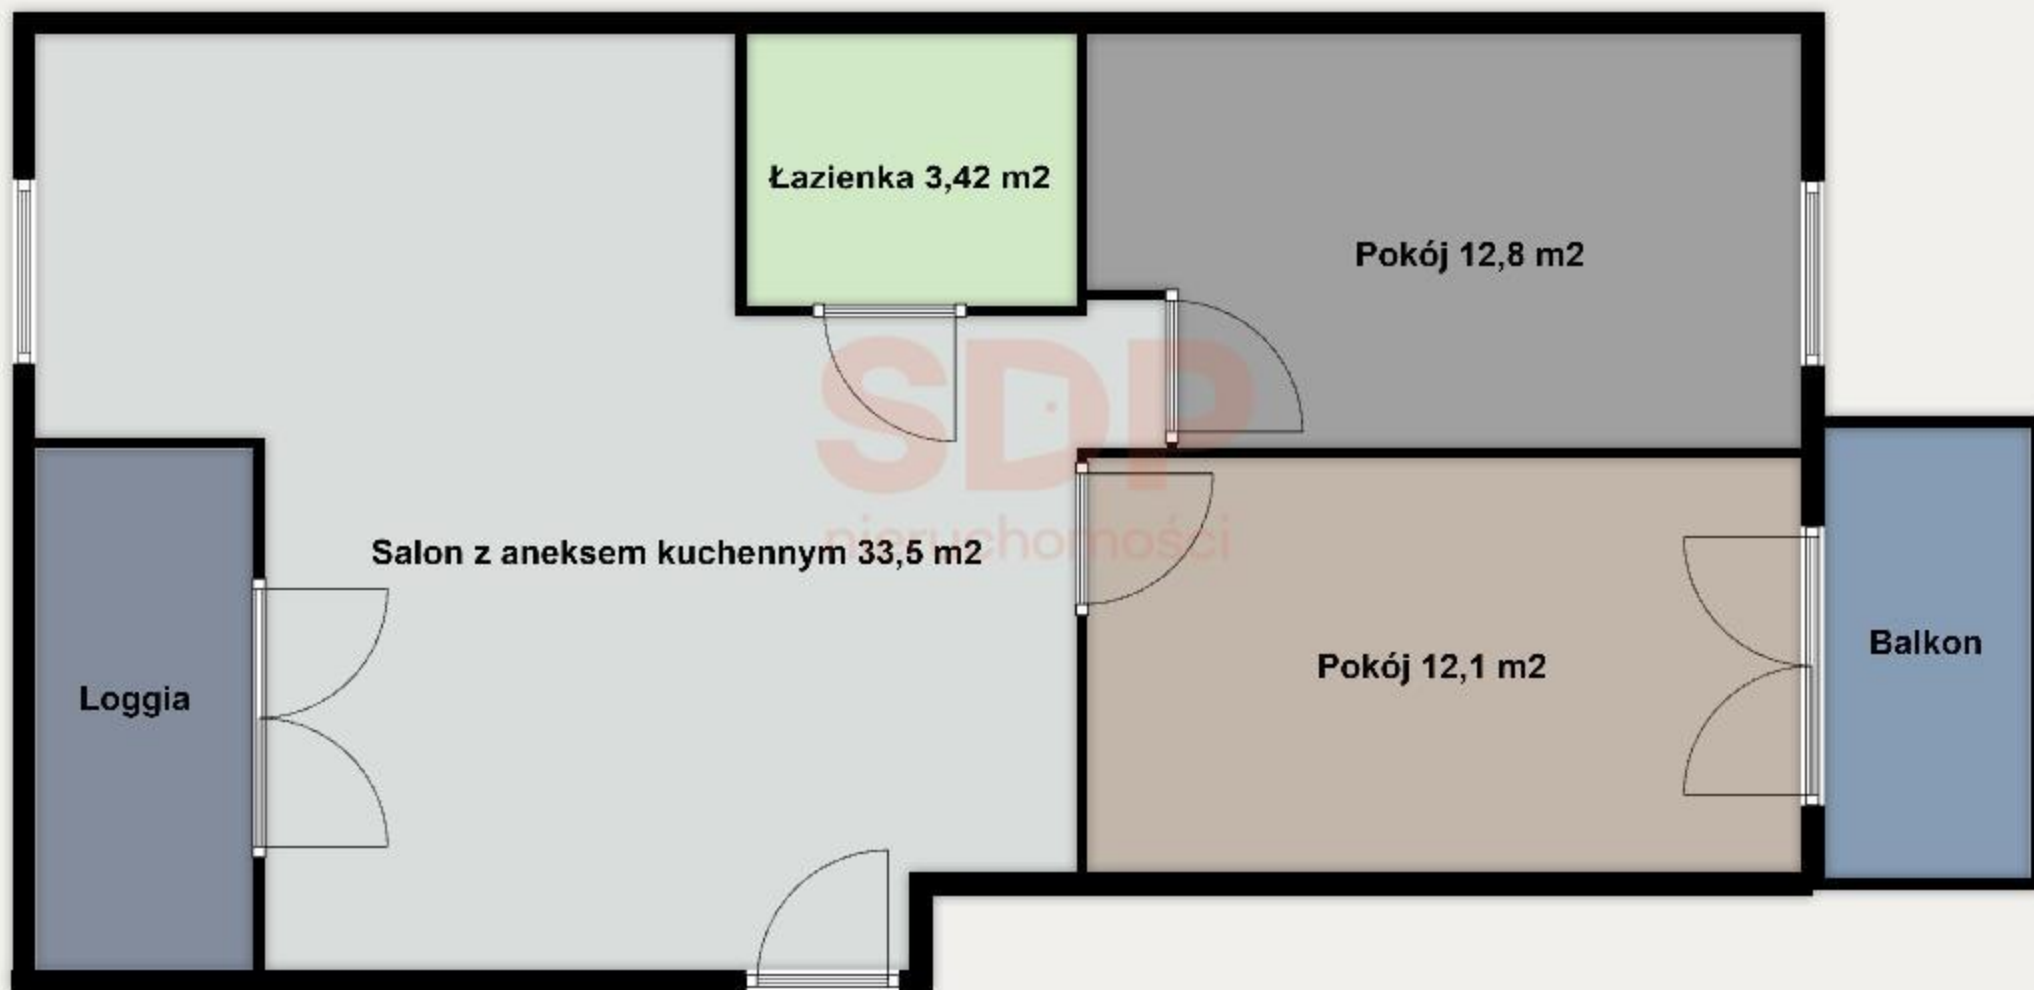 Łazienka 3,42 m2
Pokój 12,8 m2
SDP
nieruchomości
Salon z aneksem kuchennym 33,5 m2
Pokój 12,1 m2
Balkon
Loggia